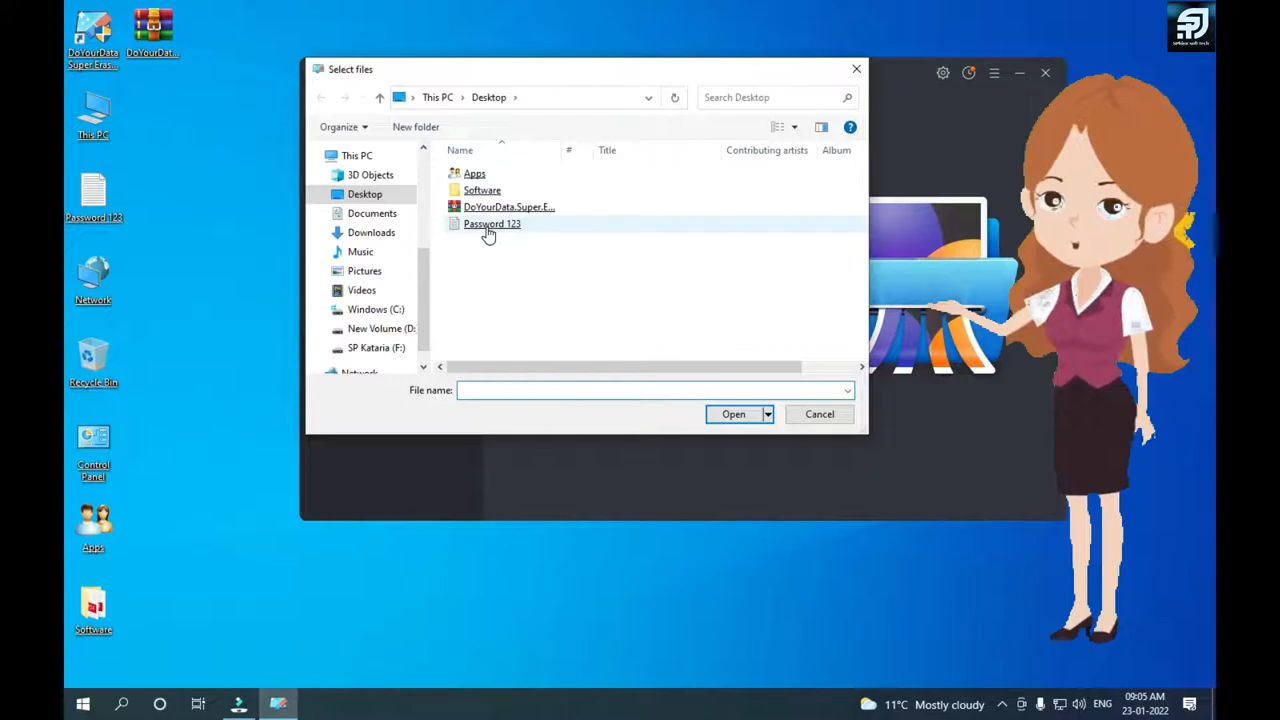 DoYourData
Super Eras...
DoYourDat...
This PC
Password 123
Network
Recycle Bin
Control
Panel
Apps
Software
Select files
This PC
Desktop
Search Desktop
Organize
New folder
This PC
3D Objects
Desktop
Documents
Downloads
Music
Pictures
Videos
Windows (C:)
New Volume (D:
SP Kataria (F:)
Network
Name
#
Title
Contributing artists
Album
Apps
Software
DoYourData.Super.E...
Password 123
File name:
Open
Cancel
11°C Mostly cloudy
ENG
09:05 AM
23-01-2022